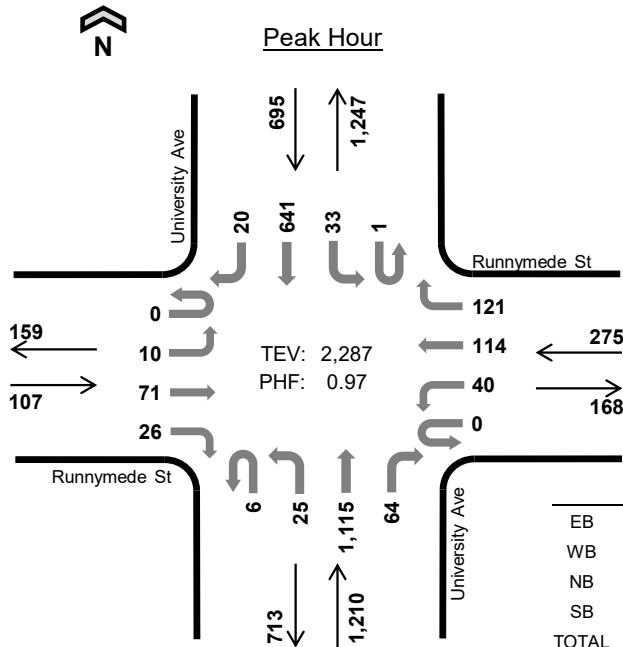 N
Peak Hour
695
1,247
University Ave
20
641
33
1
Runnymede St
0
10
71
26
159
107
TEV: 2,287
PHF: 0.97
121
114
40
0
275
168
Runnymede St
6
25
1,115
64
713
1,210
University Ave
EB
WB
NB
SB
TOTAL